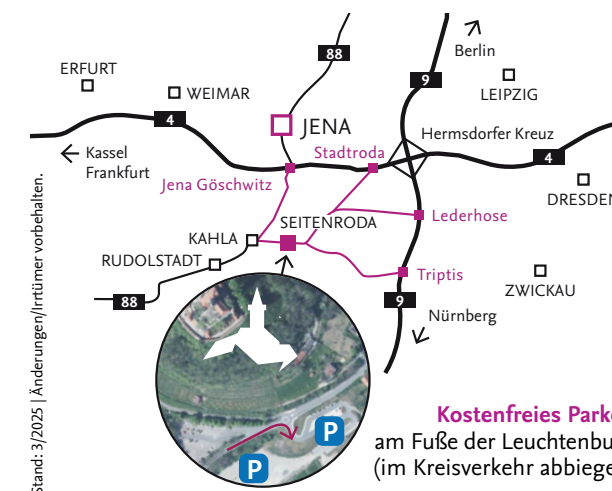 88
Berlin
ERFURT
9
LEIPZIG
WEIMAR
4
JENA
Hermsdorfer Kreuz
Kassel
Frankfurt
Stadtroda
4
Jena Göschwitz
DRESDEN
SEITENRODA
Lederhose
KAHLA
RUDOLSTADT
Triptis
ZWICKAU
88
9
Nürnberg
P
P
Kostenfreies Parke
am Fuße der Leuchtenbu
(im Kreisverkehr abbiege
Stand: 3/2025 | Änderungen/Irrtümer vorbehalten.